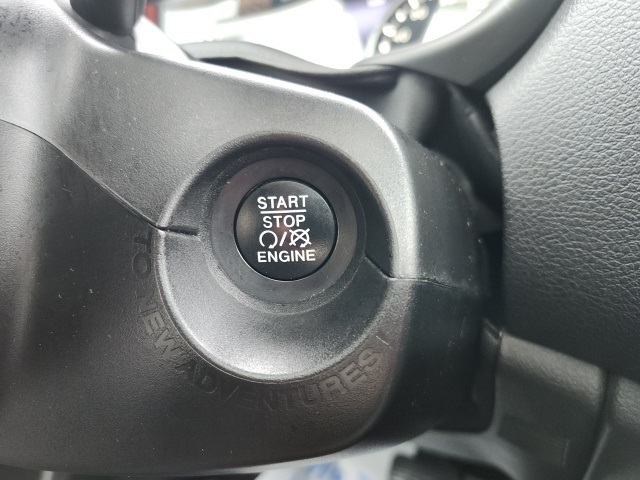 START
STOP
ENGINE
TO NEW ADVENTURES